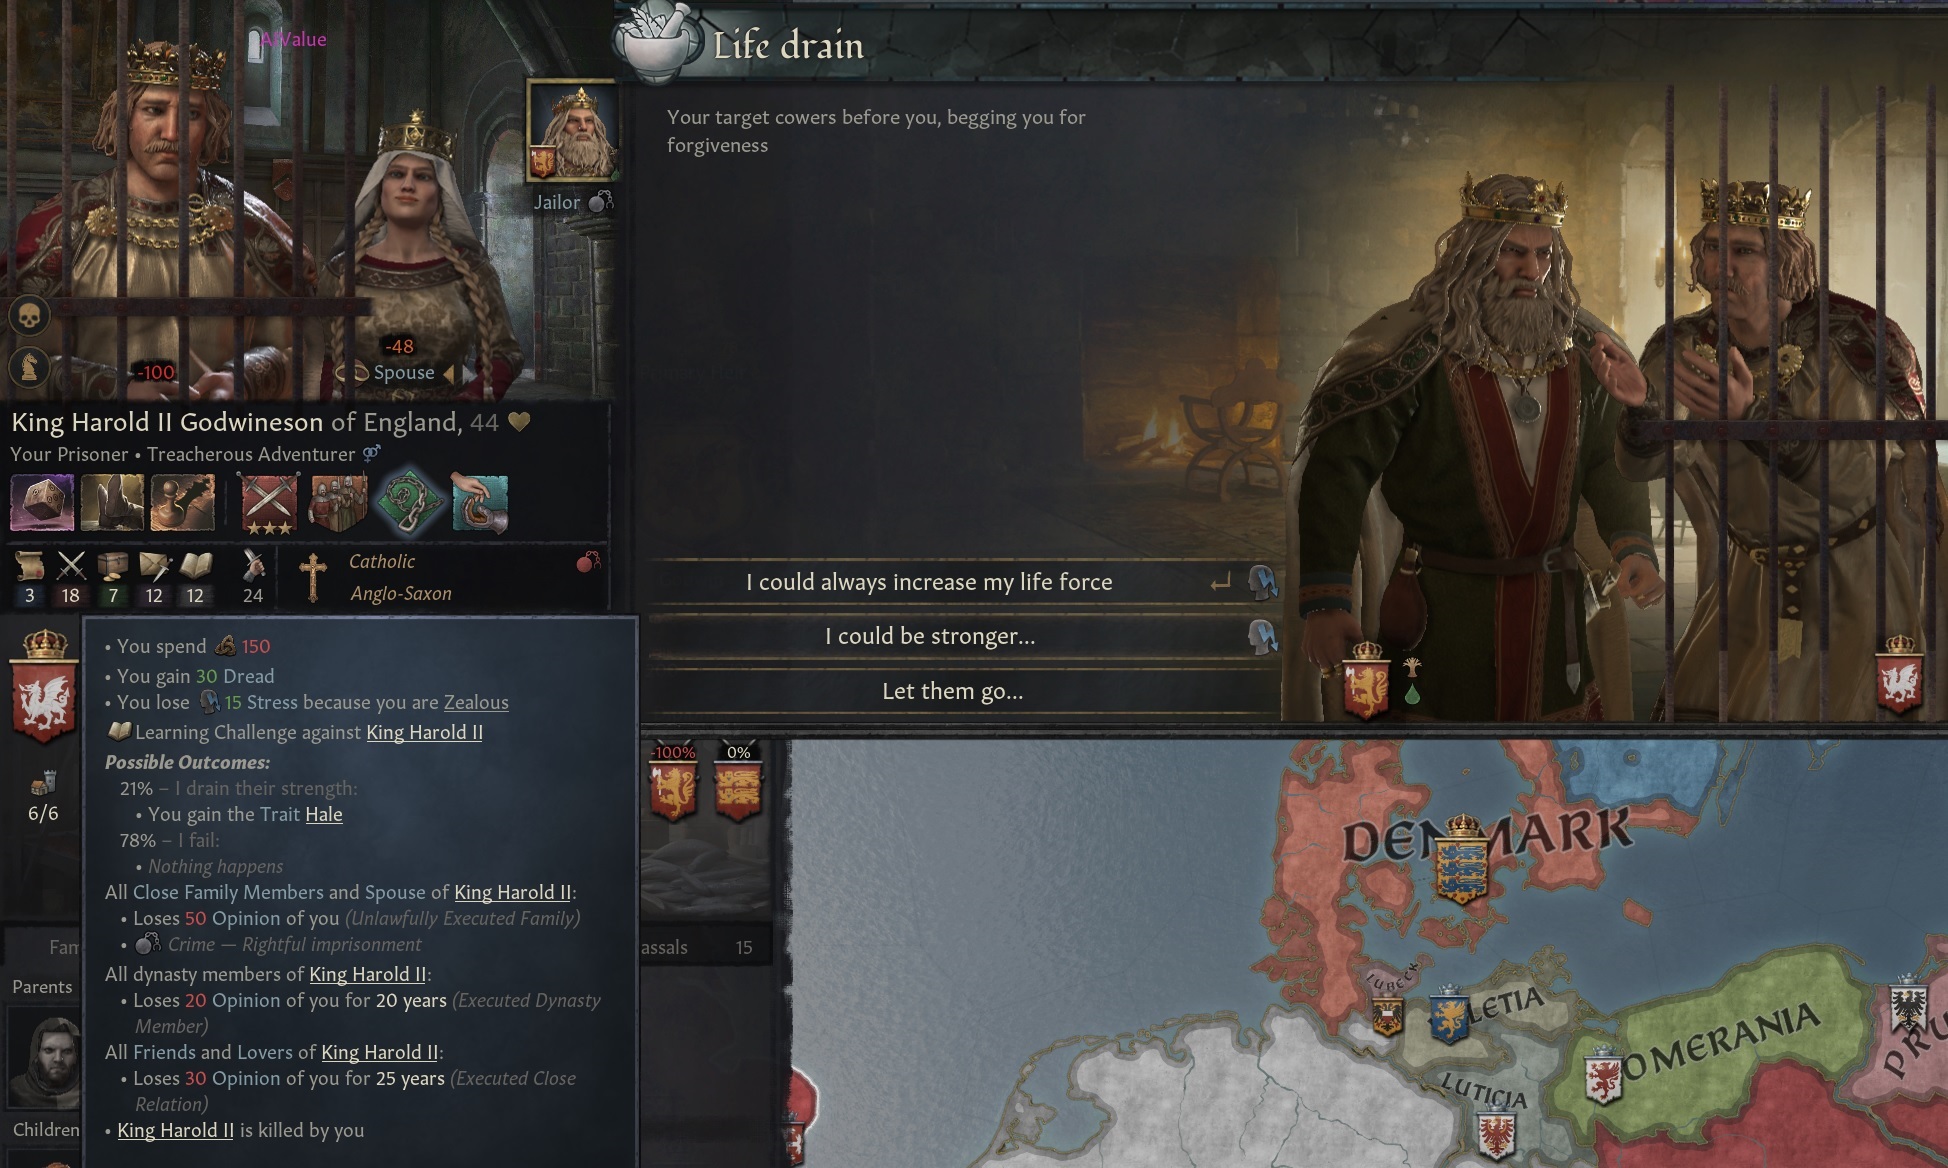 AIValue
Life drain
Your target cowers before you, begging you for
forgiveness
Jailor
-48
-100
Spouse
King Harold II Godwineson of England, 44
Your Prisoner • Treacherous Adventurer
3 18 7 12 12 24
Catholic
Anglo-Saxon
I could always increase my life force
I could be stronger...
Let them go...
• You spend 150
• You gain 30 Dread
• You lose 15 Stress because you are Zealous
Learning Challenge against King Harold II
Possible Outcomes:
21% – I drain their strength:
• You gain the Trait Hale
78% – I fail:
• Nothing happens
All Close Family Members and Spouse of King Harold II:
• Loses 50 Opinion of you (Unlawfully Executed Family)
• Crime — Rightful imprisonment
All dynasty members of King Harold II:
• Loses 20 Opinion of you for 20 years (Executed Dynasty
Member)
All Friends and Lovers of King Harold II:
• Loses 30 Opinion of you for 25 years (Executed Close
Relation)
• King Harold II is killed by you
6/6
Fam
Parents
Children
-100% 0%
assals 15
DENMARK
LUBECK
LETIA
OMERANIA
PRU
LUTICIA